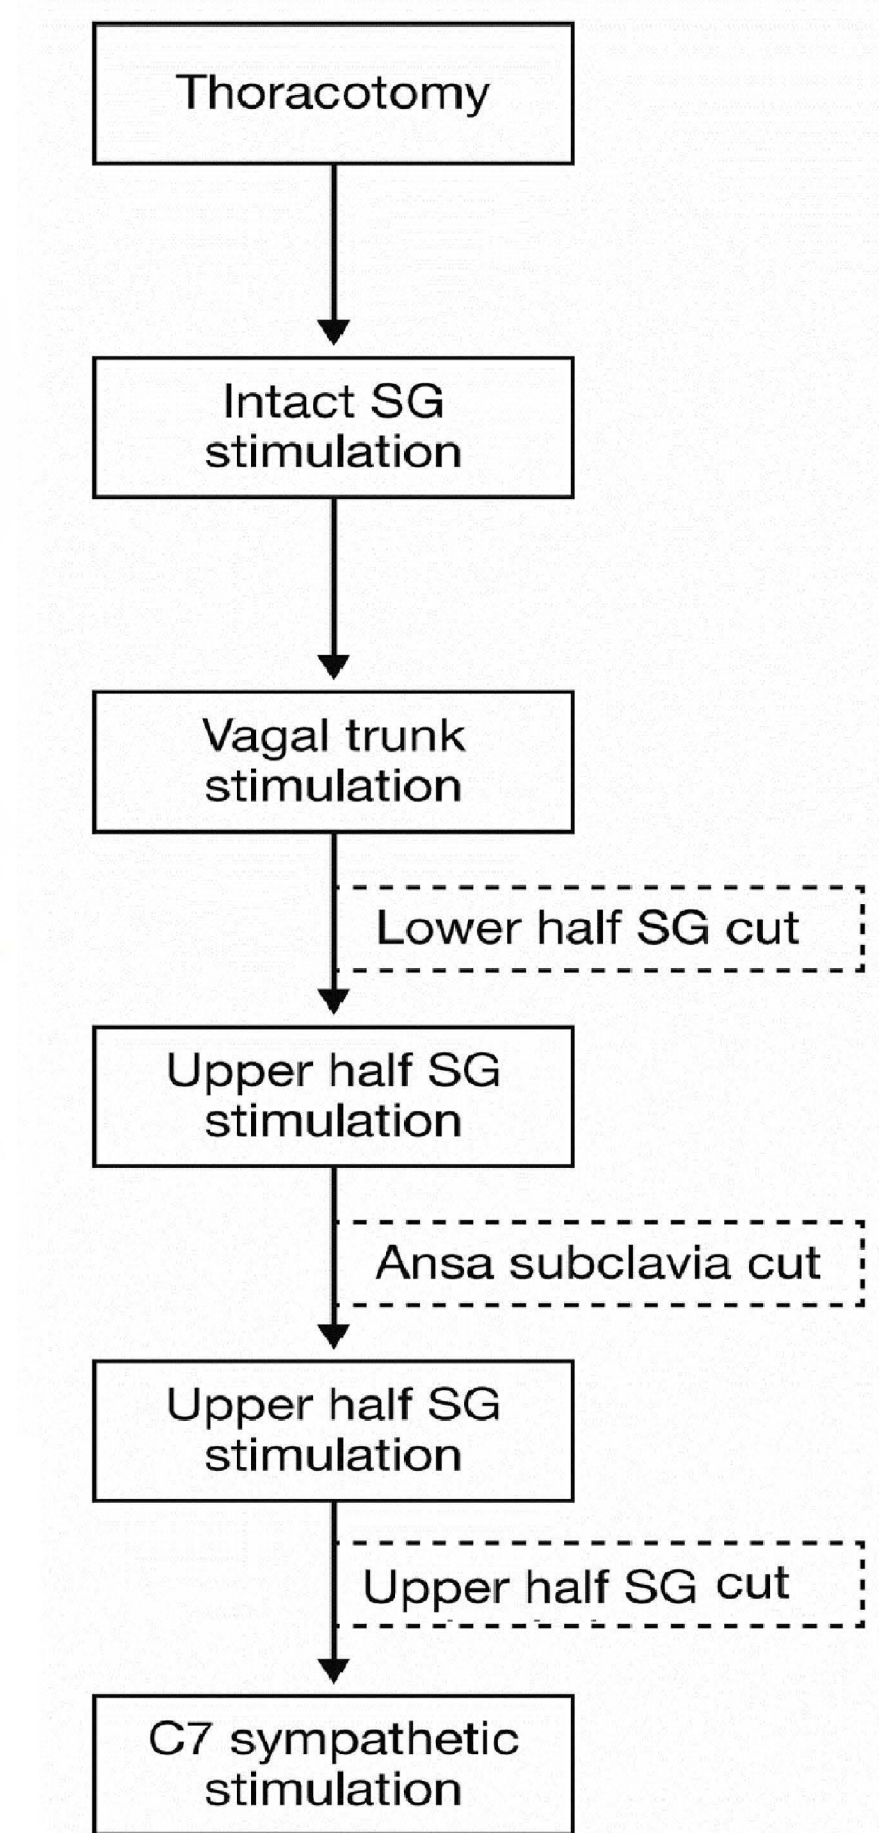 Thoracotomy
Intact SG
stimulation
Vagal trunk
stimulation
Lower half SG cut
Upper half SG
stimulation
Ansa subclavia cut
Upper half SG
stimulation
Upper half SG cut
C7 sympathetic
stimulation